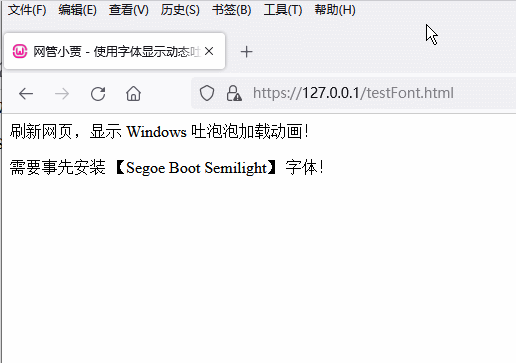 文件(F) 编辑(E) 查看(V) 历史(S) 书签(B) 工具(T) 帮助(H)
网管小贾 - 使用字体显示动态吐
https://127.0.0.1/testFont.html
刷新网页，显示 Windows 吐泡泡加载动画！
需要事先安装【Segoe Boot Semilight】字体！